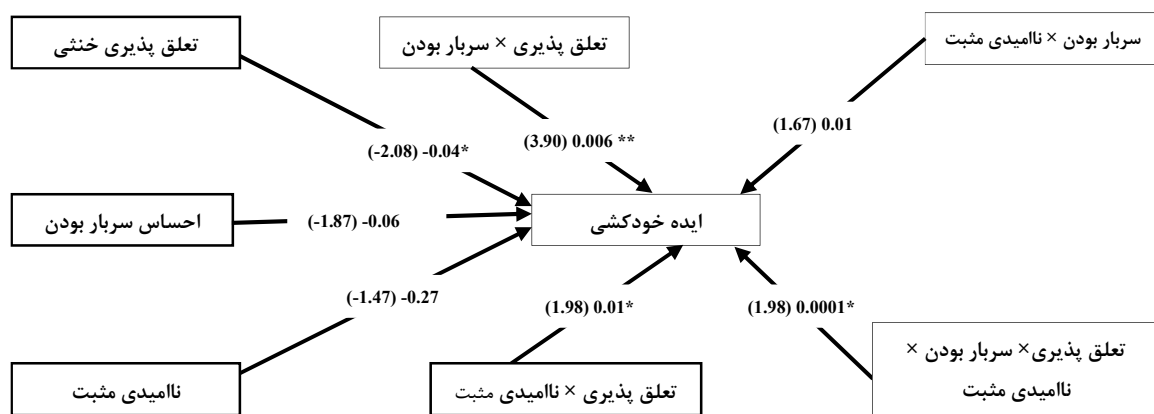 تعلق پذیری خنثی
تعلق پذیری × سربار بودن
سربار بودن × ناامیدی مثبت
(-2.08) -0.04*
(3.90) 0.006 **
(1.67) 0.01
احساس سربار بودن
(-1.87) -0.06
ایده خودکشی
(-1.47) -0.27
(1.98) 0.01*
(1.98) 0.0001*
ناامیدی مثبت
تعلق پذیری × ناامیدی مثبت
تعلق پذیری× سربار بودن ×
ناامیدی مثبت